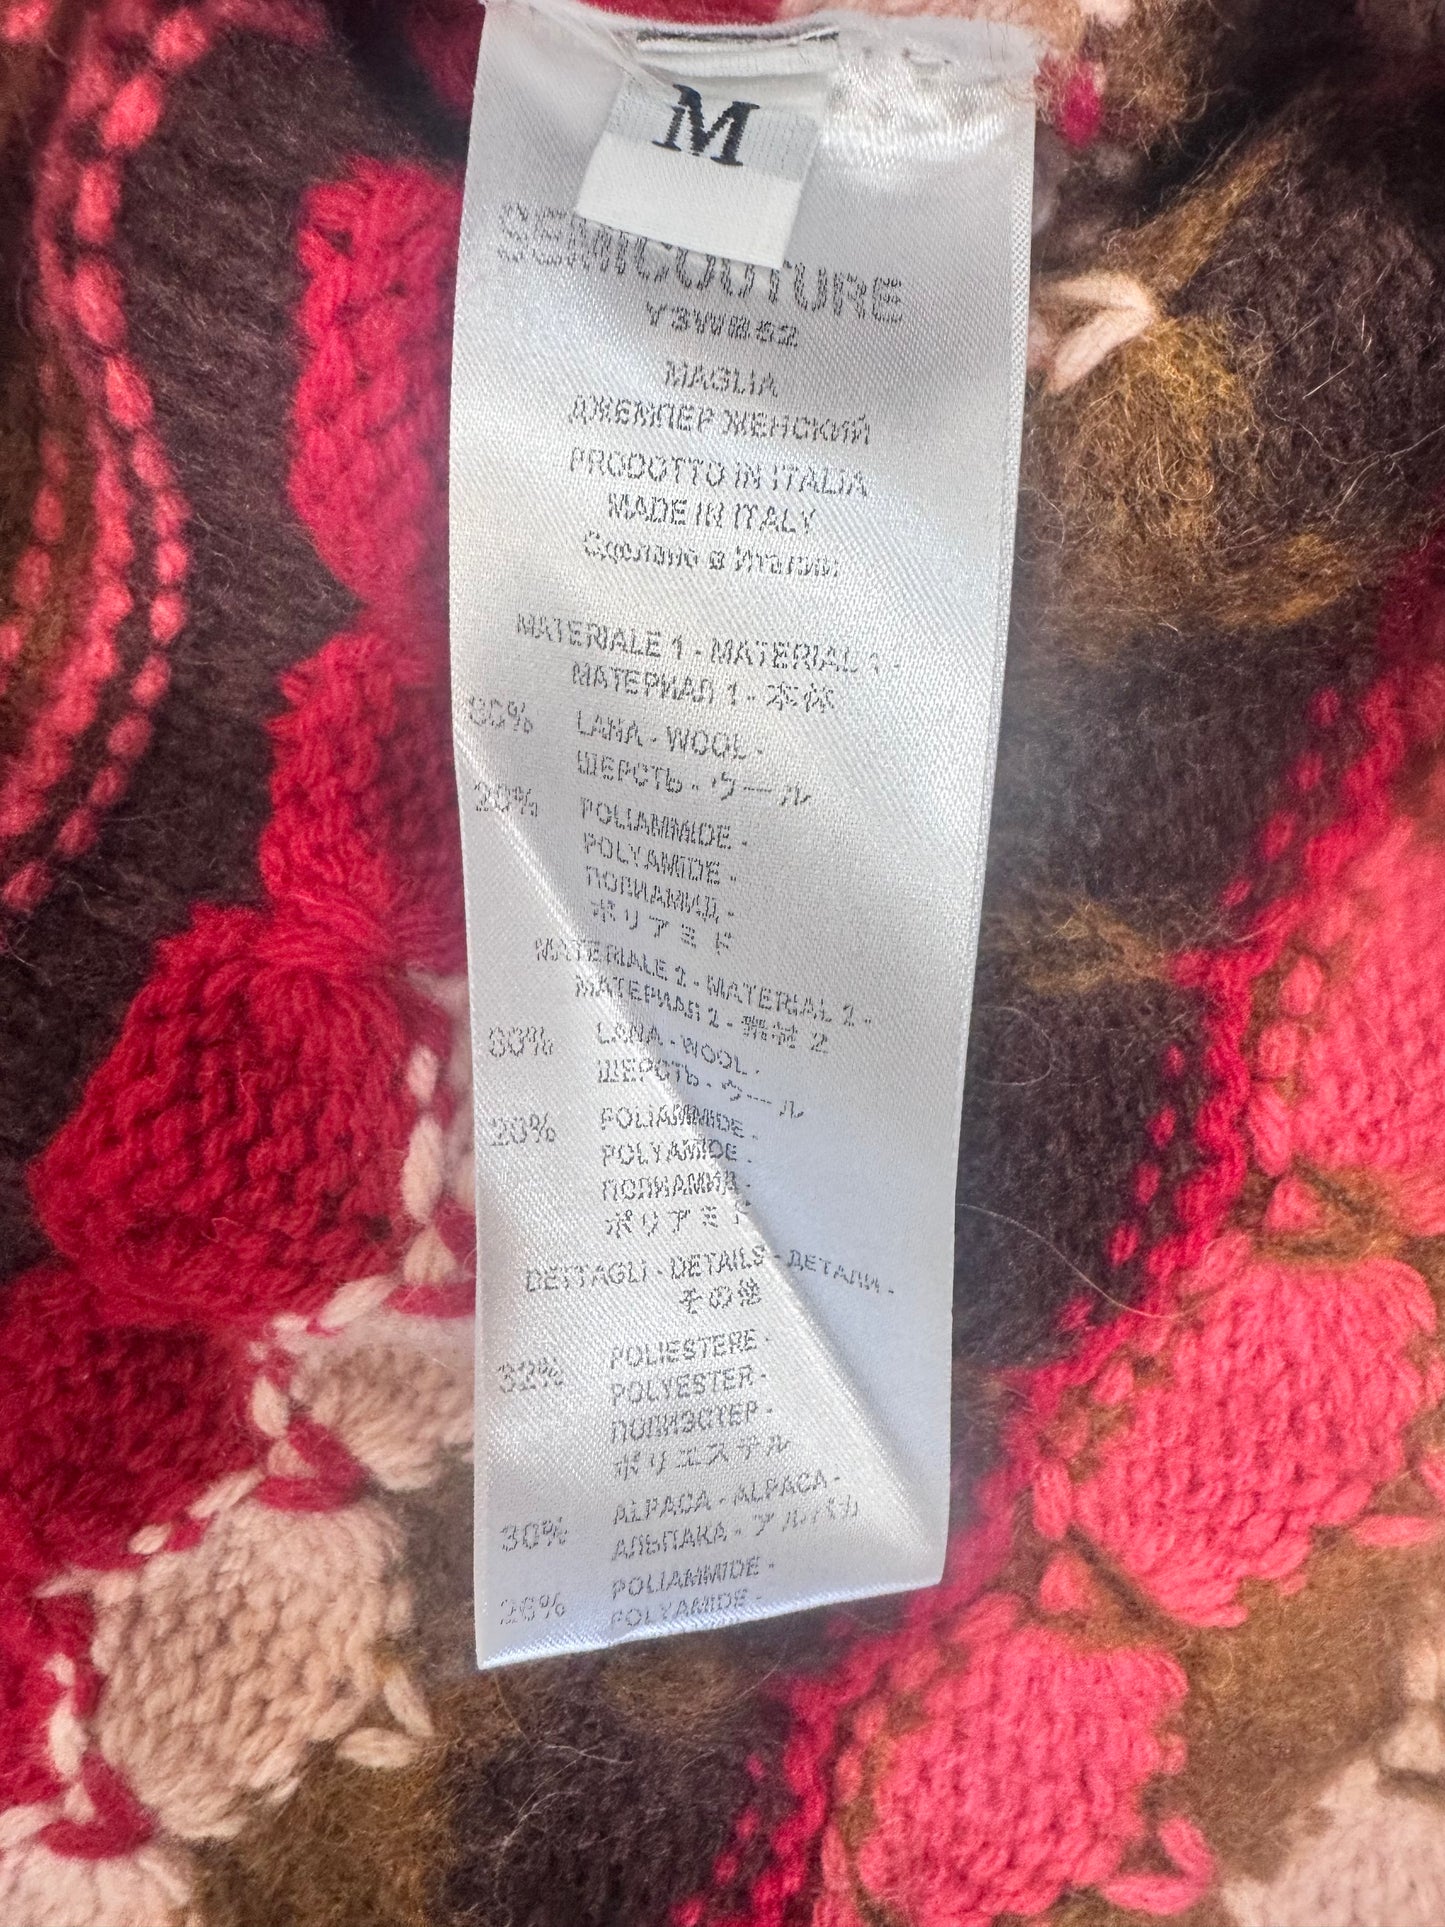 M
SEMICOUTURE
Y3WB52
MAGLIA
ДЖЕМПЕР ЖЕНСКИЙ
PRODOTTO IN ITALIA
MADE IN ITALY
Сделано в Италии
MATERIALE 1 - MATERIAL 1 -
МАТЕРИАЛ 1 - 本体
80% LANA - WOOL -
ШЕРСТЬ - ウール
20% POLIAMMIDE -
POLYAMIDE -
ПОЛИАМИД -
ポリアミド
MATERIALE 2 - MATERIAL 2 -
МАТЕРИАЛ 2 - 素材 2
80% LANA - WOOL -
ШЕРСТЬ - ウール
20% POLIAMMIDE -
POLYAMIDE -
ПОЛИАМИД -
ポリアミド
DETTAGLI - DETAILS - ДЕТАЛИ -
その他
32% POLIESTERE -
POLYESTER -
ПОЛИЭСТЕР -
ポリエステル
30% ALPACA - ALPACA -
АЛЬПАКА - アルパカ
26% POLIAMMIDE -
POLYAMIDE -